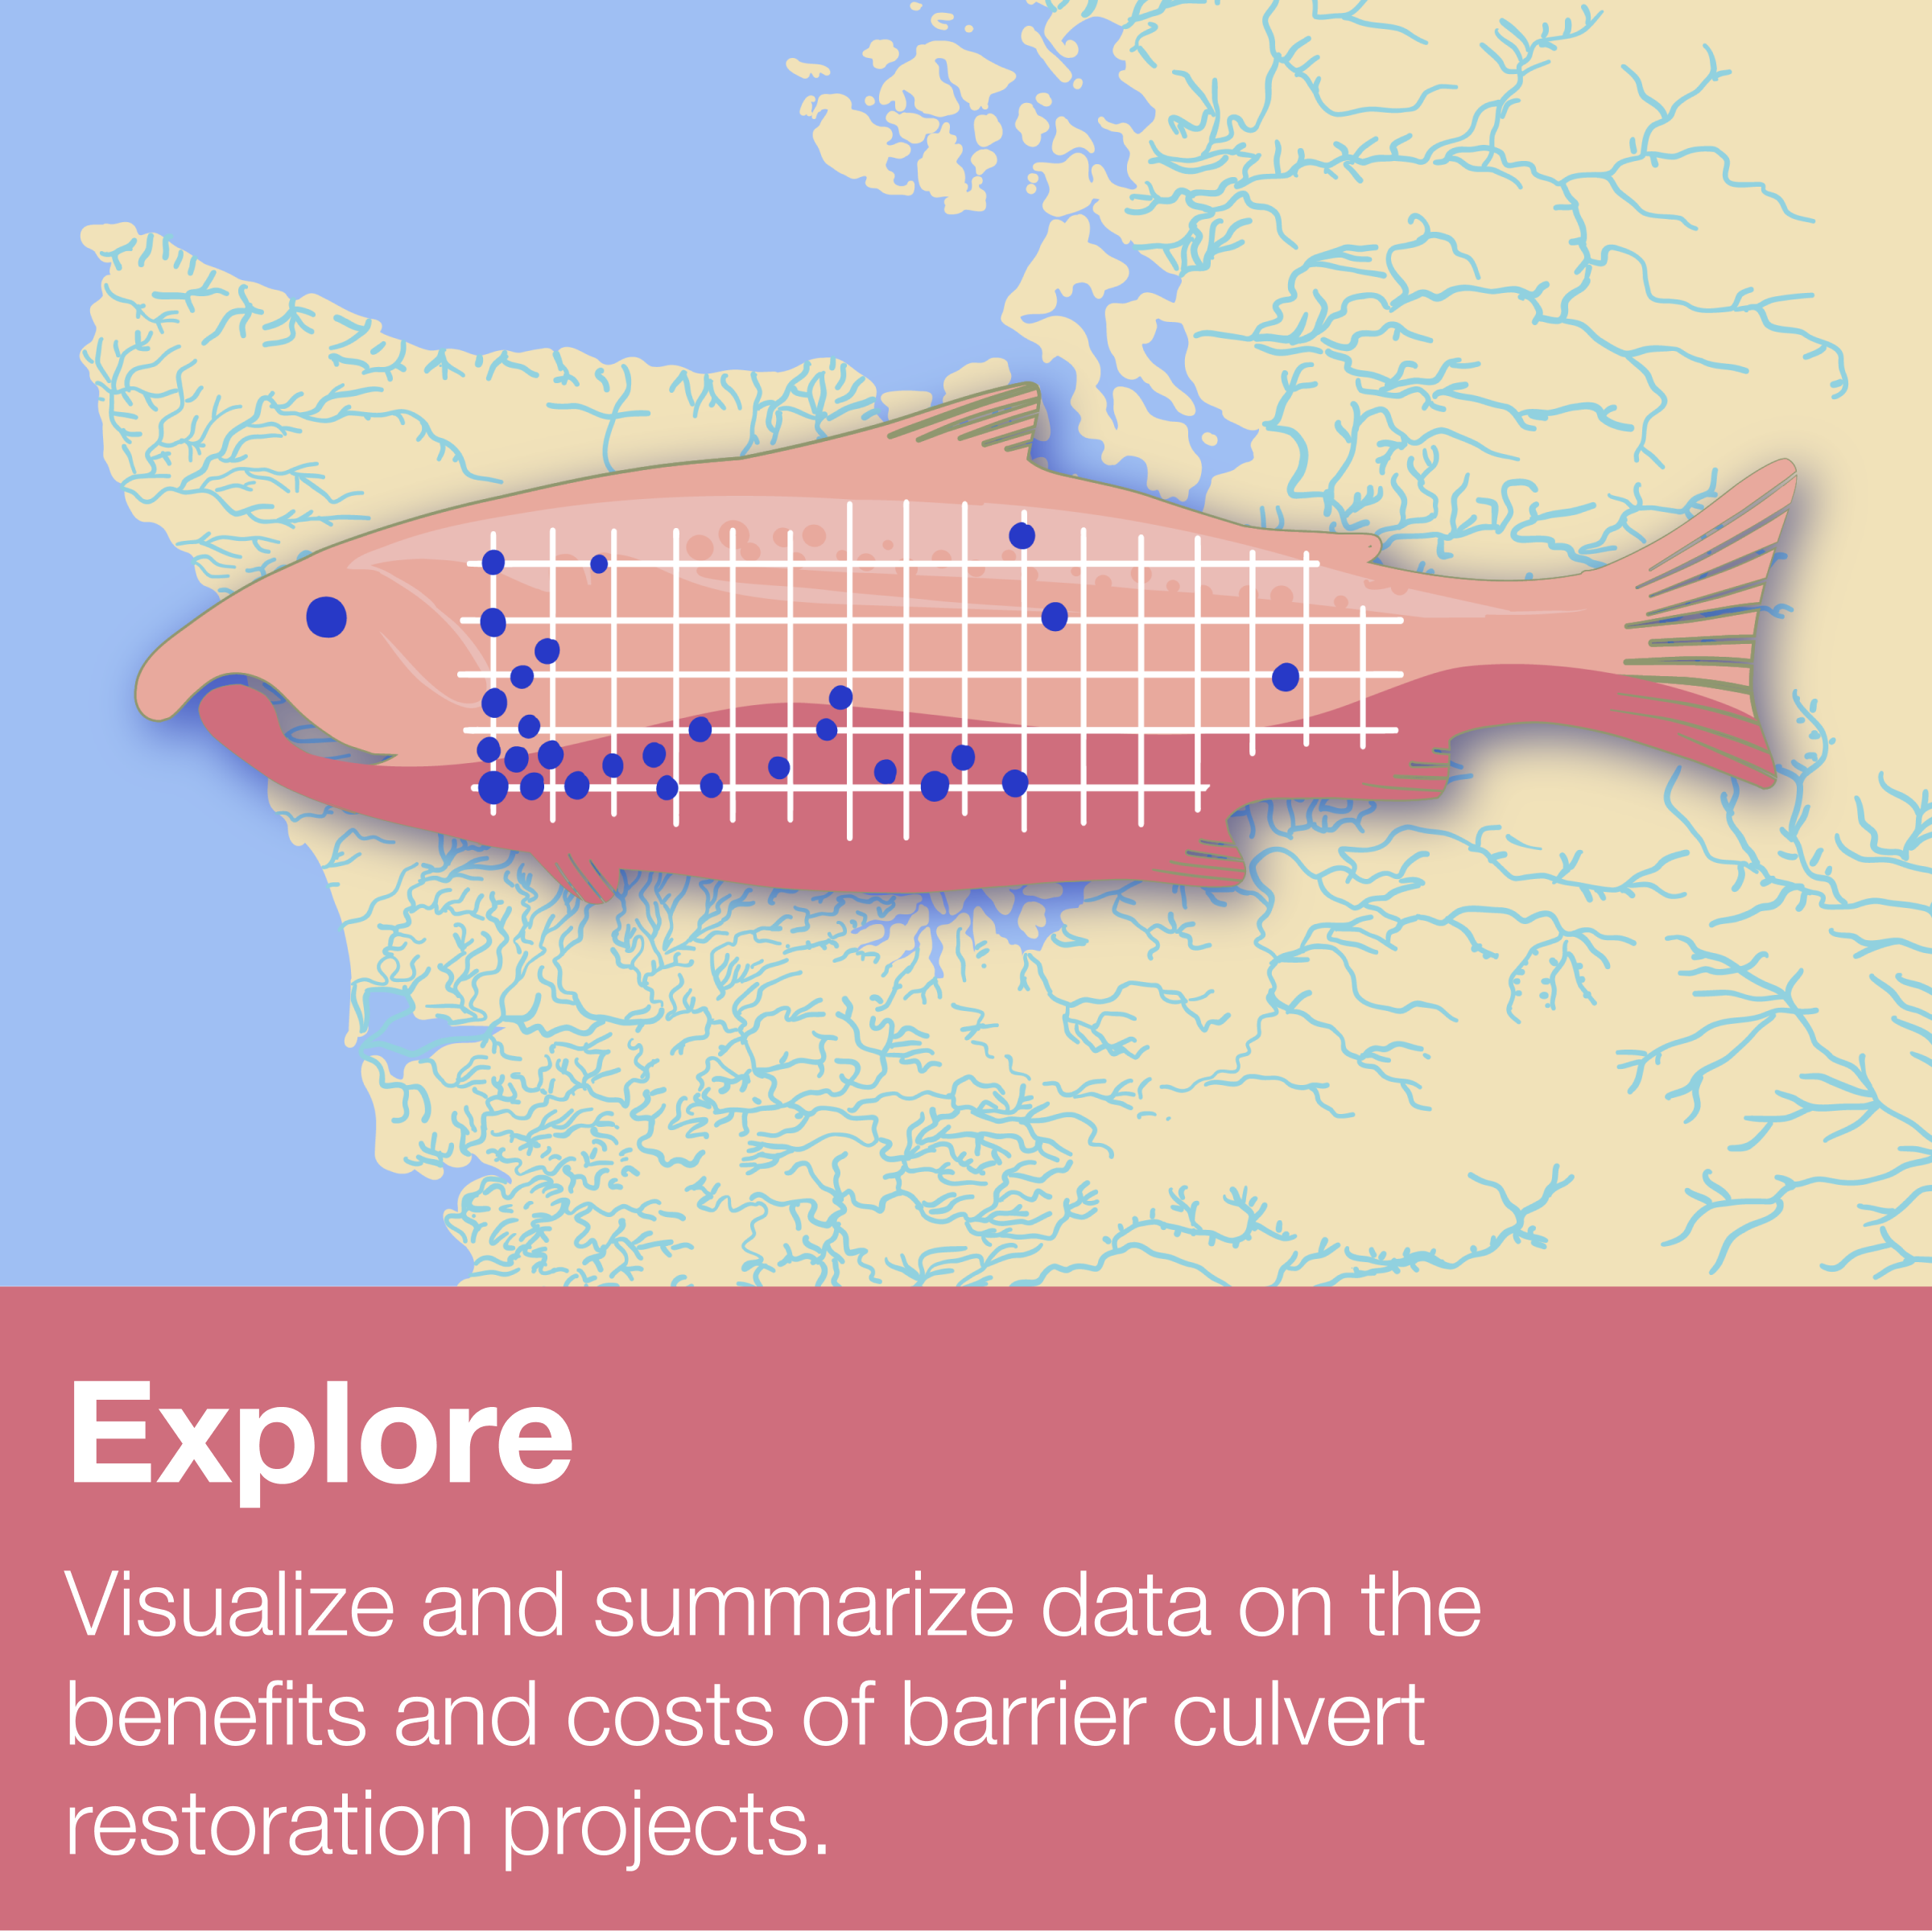 Explore
Visualize and summarize data on the
benefits and costs of barrier culvert
restoration projects.